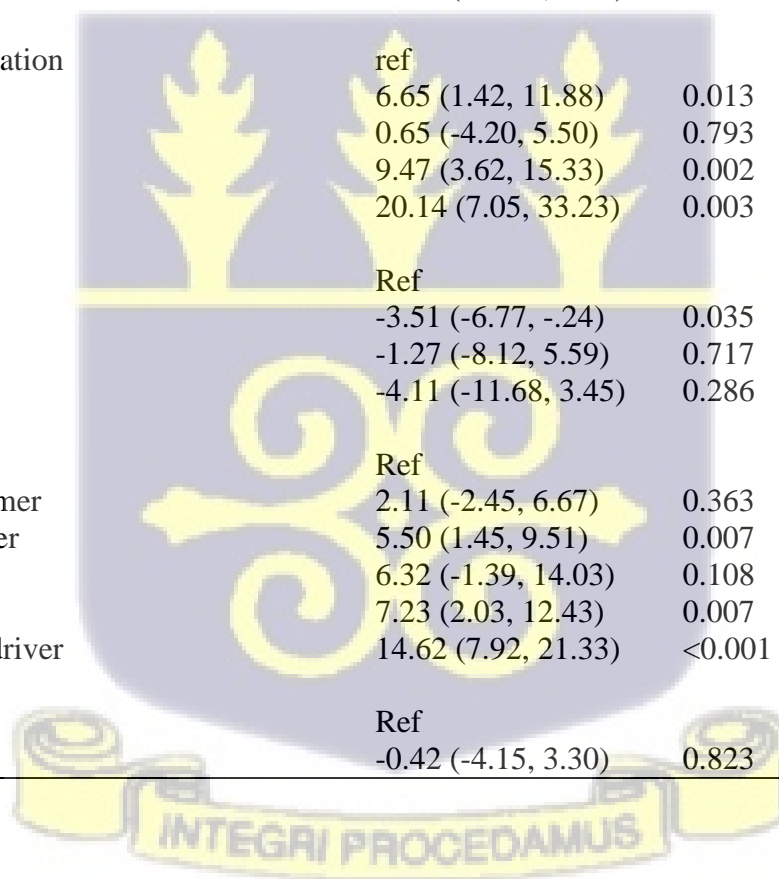 ation ref
6.65 (1.42, 11.88) 0.013
0.65 (-4.20, 5.50) 0.793
9.47 (3.62, 15.33) 0.002
20.14 (7.05, 33.23) 0.003
Ref
-3.51 (-6.77, -.24) 0.035
-1.27 (-8.12, 5.59) 0.717
-4.11 (-11.68, 3.45) 0.286
Ref
mer 2.11 (-2.45, 6.67) 0.363
er 5.50 (1.45, 9.51) 0.007
6.32 (-1.39, 14.03) 0.108
7.23 (2.03, 12.43) 0.007
driver 14.62 (7.92, 21.33) <0.001
Ref
-0.42 (-4.15, 3.30) 0.823
INTEGRI PROCEDAMUS